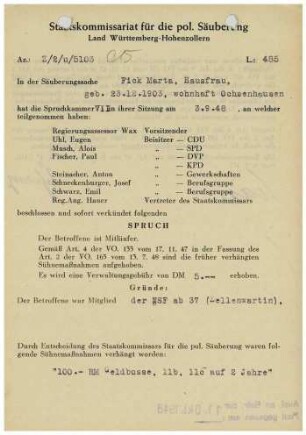 Staatskommissariat für die pol. Säuberung
Land Württemberg-Hohenzollern
Az.: Z/2/u/5103
L.: 485
In der Säuberungssache Fick Marta, Hausfrau,
geb. 23.12.1903, wohnhaft Ochsenhausen
hat die Spruchkammer VII in ihrer Sitzung am 3.9.48, an welcher
teilgenommen haben:
Regierungsassessor Wax Vorsitzender
Uhl, Eugen Beisitzer — CDU
Munch, Alois „ — SPD
Fischer, Paul „ — DVP
„ — KPD
Steinacher, Anton „ — Gewerkschaften
Schneckenburger, Josef „ — Berufsgruppe
Schwarz, Emil „ — Berufsgruppe
Reg.Ang. Hauer Vertreter des Staatskommissars
beschlossen und sofort verkündet folgenden
SPRUCH
Der Betroffene ist Mitläufer.
Gemäß Art. 4 der VO. 133 vom 17. 11. 47 in der Fassung des
Art. 2 der VO. 165 vom 13. 7. 48 sind die früher verhängten
Sühnemaßnahmen entfallen.
Es wird eine Verwaltungsgebühr von DM 5.-- erhoben.
Gründe:
Der Betroffene war Mitglied der NSF ab 37 (Zellenwartin),
Durch Entscheidung des Staatskommissars für die pol. Säuberung waren fol-
gende Sühnemaßnahmen verhängt worden:
"100.- RM Geldbusse, 11b, 11c auf 2 Jahre"